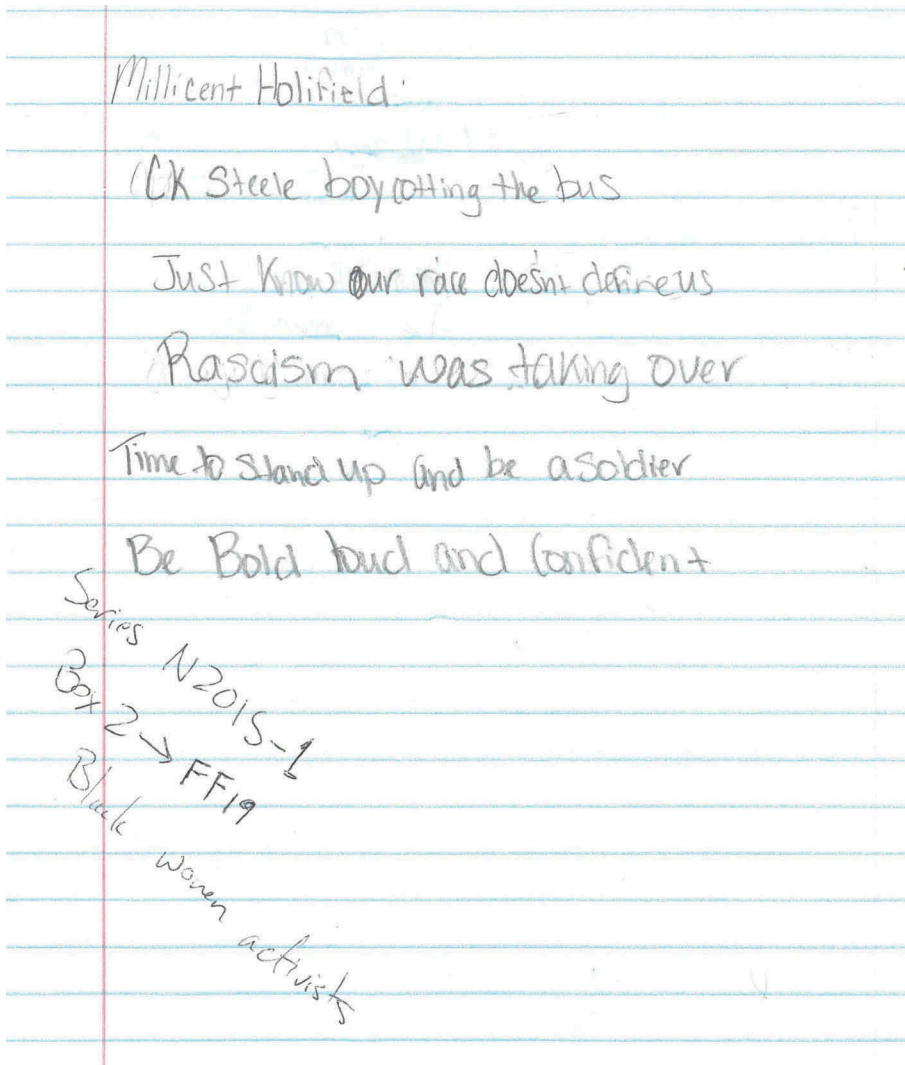 Millicent Holifield:
CK Steele boycotting the bus
Just Know our race doesn't define us
Rascism was taking over
Time to stand up and be a soldier
Be Bold loud and Confident
Series N2015-1
Box 2 → FF19
Black women activists